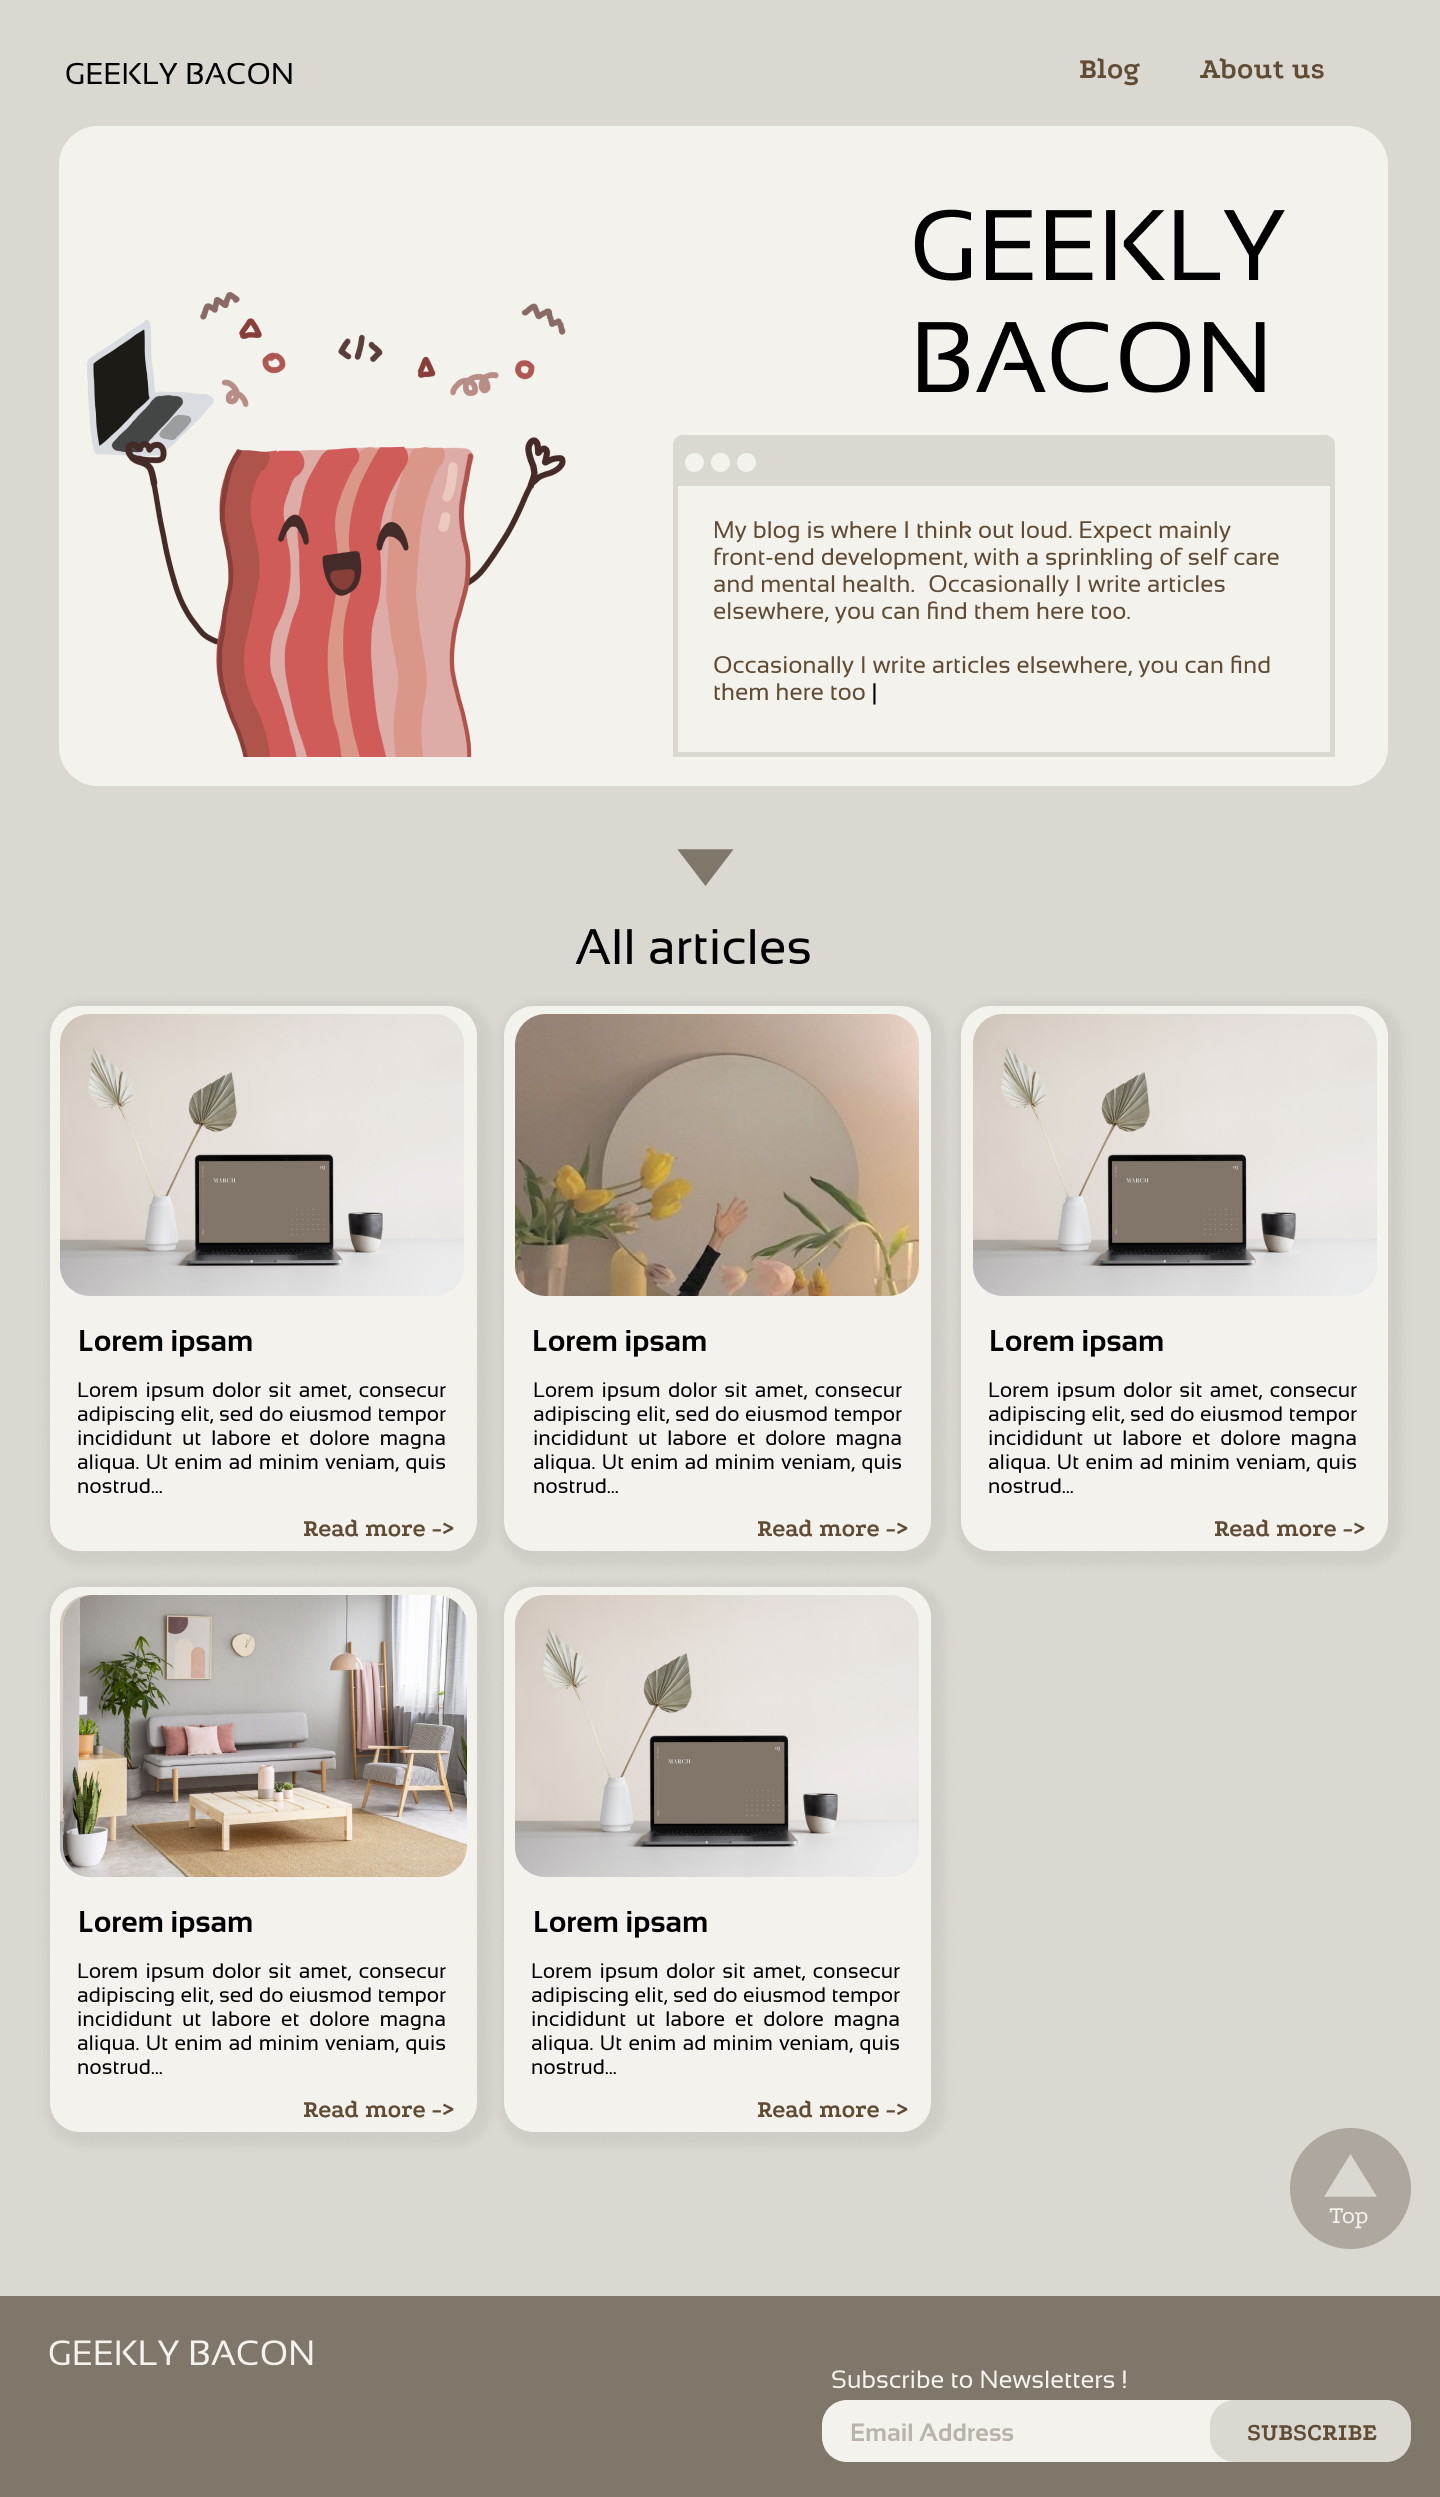 GEEKLY BACON
Blog
About us
GEEKLY
BACON
</>
My blog is where I think out loud. Expect mainly
front-end development, with a sprinkling of self care
and mental health.  Occasionally I write articles
elsewhere, you can find them here too.
Occasionally I write articles elsewhere, you can find
them here too |
All articles
MARCH
MARCH
Lorem ipsam
Lorem ipsum dolor sit amet, consecur
adipiscing elit, sed do eiusmod tempor
incididunt ut labore et dolore magna
aliqua. Ut enim ad minim veniam, quis
nostrud...
Read more ->
Lorem ipsam
Lorem ipsum dolor sit amet, consecur
adipiscing elit, sed do eiusmod tempor
incididunt ut labore et dolore magna
aliqua. Ut enim ad minim veniam, quis
nostrud...
Read more ->
Lorem ipsam
Lorem ipsum dolor sit amet, consecur
adipiscing elit, sed do eiusmod tempor
incididunt ut labore et dolore magna
aliqua. Ut enim ad minim veniam, quis
nostrud...
Read more ->
MARCH
Lorem ipsam
Lorem ipsum dolor sit amet, consecur
adipiscing elit, sed do eiusmod tempor
incididunt ut labore et dolore magna
aliqua. Ut enim ad minim veniam, quis
nostrud...
Read more ->
Lorem ipsam
Lorem ipsum dolor sit amet, consecur
adipiscing elit, sed do eiusmod tempor
incididunt ut labore et dolore magna
aliqua. Ut enim ad minim veniam, quis
nostrud...
Read more ->
Top
GEEKLY BACON
Subscribe to Newsletters !
Email Address
SUBSCRIBE